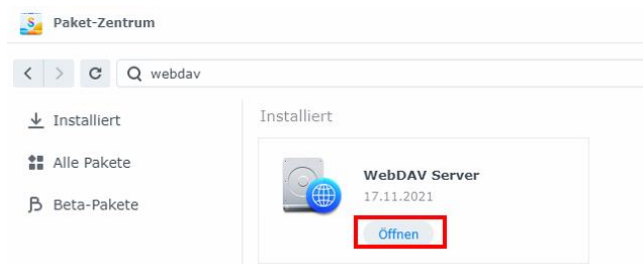 Paket-Zentrum
webdav
Installiert
Alle Pakete
Beta-Pakete
Installiert
WebDAV Server
17.11.2021
Öffnen